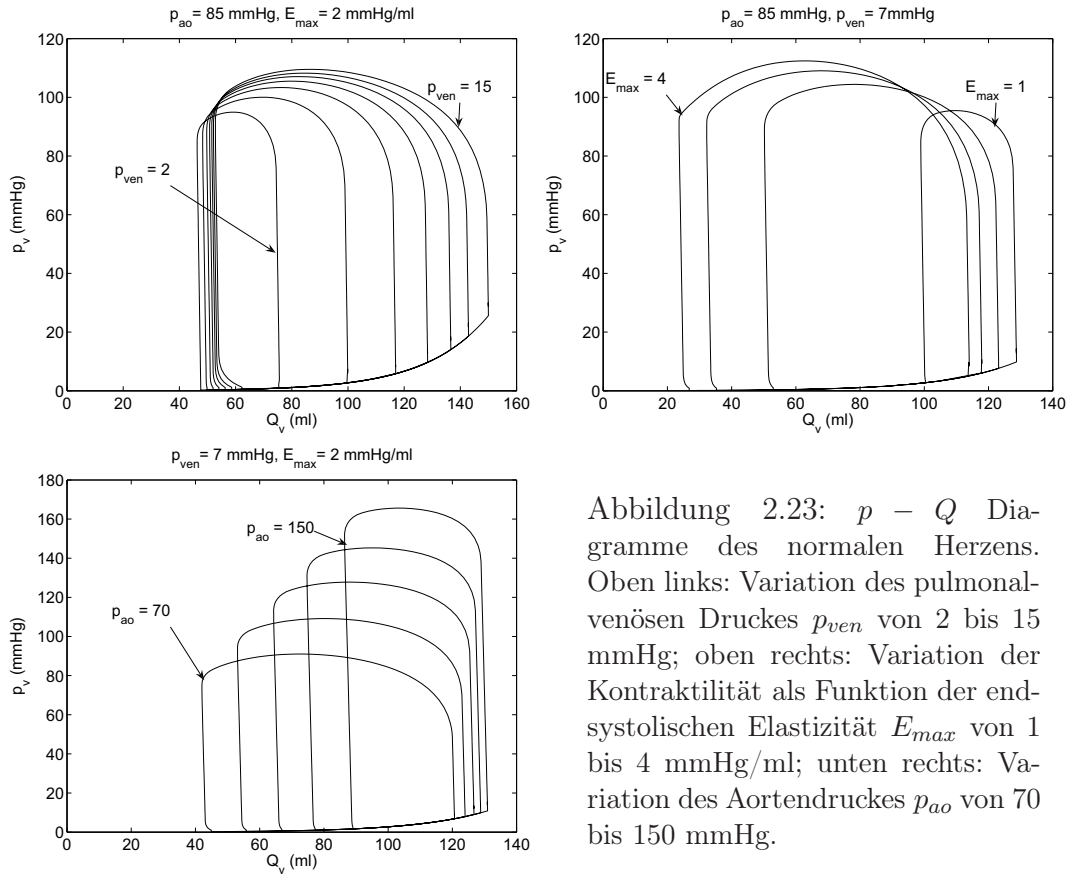 p_ao= 85 mmHg, E_max= 2 mmHg/ml
120
100
80
60
40
20
0
p_v (mmHg)
p_ven = 15
p_ven = 2
0 20 40 60 80 100 120 140 160
Q_v (ml)
p_ao= 85 mmHg, p_ven= 7mmHg
120
100
80
60
40
20
0
p_v (mmHg)
E_max = 4
E_max = 1
0 20 40 60 80 100 120 140
Q_v (ml)
p_ven= 7 mmHg, E_max= 2 mmHg/ml
180
160
140
120
100
80
60
40
20
0
p_v (mmHg)
p_ao = 150
p_ao = 70
0 20 40 60 80 100 120 140
Q_v (ml)
Abbildung 2.23: p − Q Dia-
gramme des normalen Herzens.
Oben links: Variation des pulmonal-
venösen Druckes p_ven von 2 bis 15
mmHg; oben rechts: Variation der
Kontraktilität als Funktion der end-
systolischen Elastizität E_max von 1
bis 4 mmHg/ml; unten rechts: Va-
riation des Aortendruckes p_ao von 70
bis 150 mmHg.